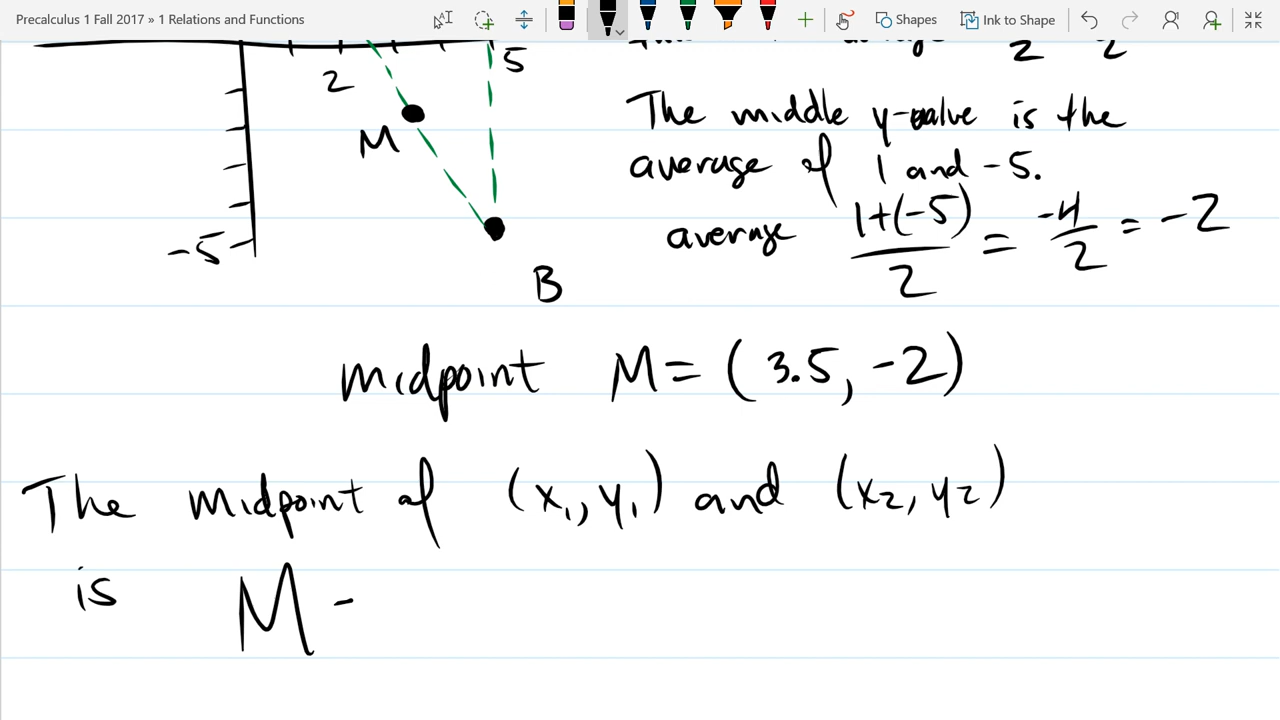 Precalculus 1 Fall 2017 » 1 Relations and Functions
Shapes
Ink to Shape
2
5
2 2
M
The middle y-value is the
average of 1 and -5.
average 1+(-5)/2 = -4/2 = -2
-5
B
midpoint M = (3.5, -2)
The midpoint of (x₁, y₁) and (x₂, y₂)
is M -